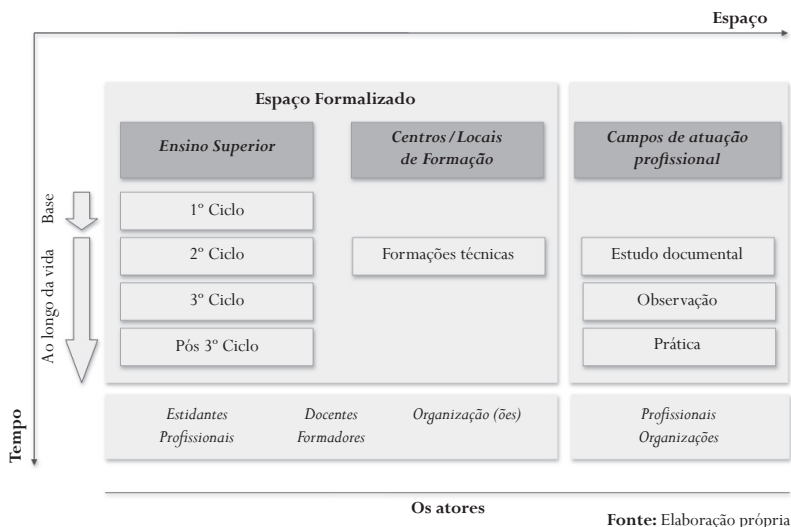 Espaço
Espaço Formalizado
Ensino Superior
Centros/Locais
de Formação
Campos de atuação
profissional
Base
1º Ciclo
Ao longo da vida
2º Ciclo
Formações técnicas
Estudo documental
3º Ciclo
Observação
Pós 3º Ciclo
Prática
Tempo
Estidantes
Profissionais
Docentes
Formadores
Organização (ões)
Profissionais
Organizações
Os atores
Fonte: Elaboração própria